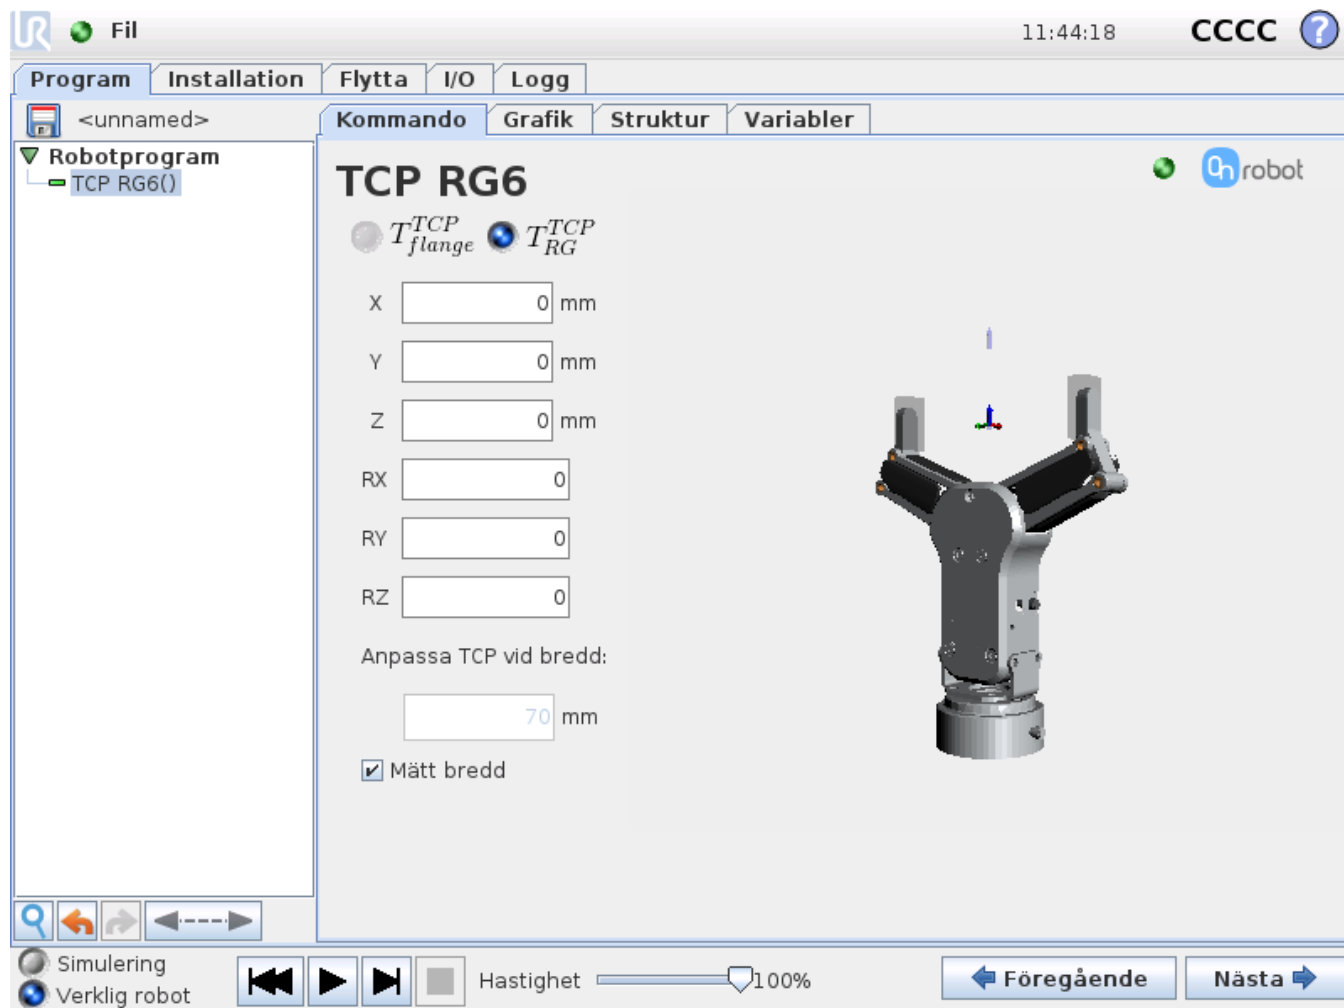 Fil 11:44:18 CCCC ?
Program Installation Flytta I/O Logg
<unnamed> Kommando Grafik Struktur Variabler
Robotprogram
TCP RG6()
TCP RG6
On robot
T TCP flange T TCP RG
X 0 mm
Y 0 mm
Z 0 mm
RX 0
RY 0
RZ 0
Anpassa TCP vid bredd:
70 mm
Mätt bredd
Simulering
Verklig robot
Hastighet 100%
Föregående Nästa